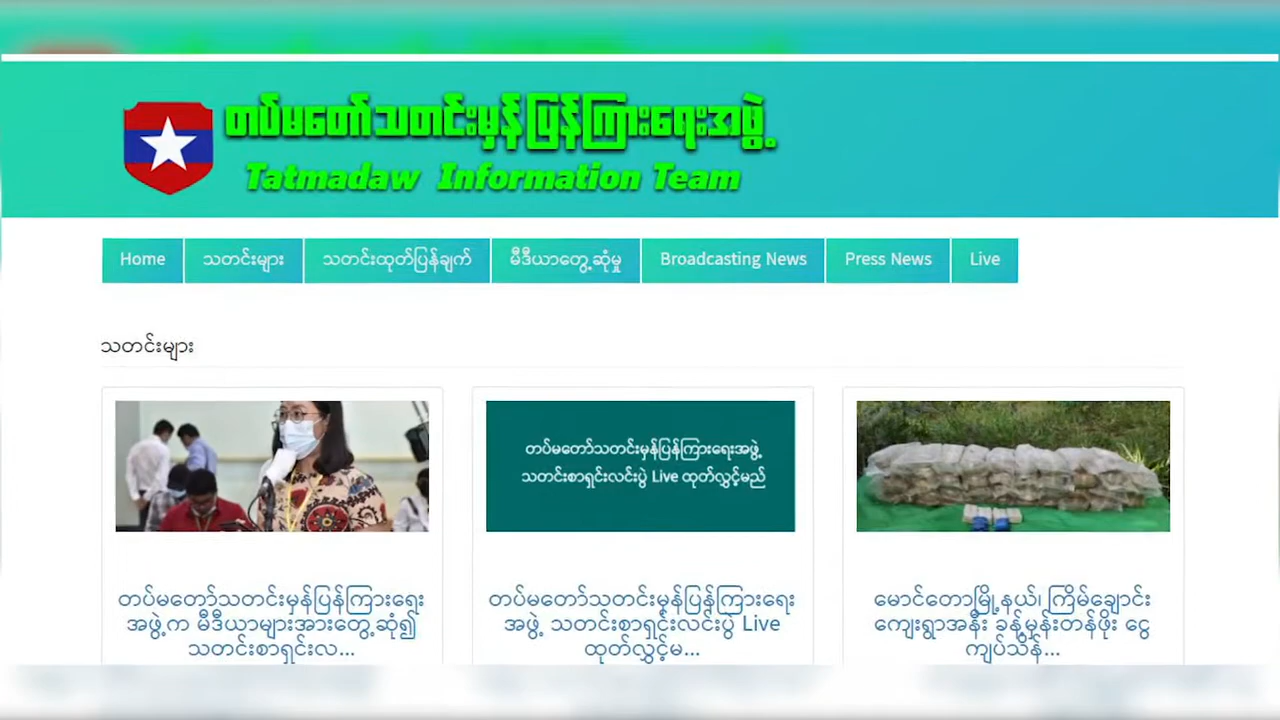 တပ်မတော်သတင်းမှန်ပြန်ကြားရေးအဖွဲ့
Tatmadaw Information Team
Home
သတင်းများ
သတင်းထုတ်ပြန်ချက်
မီဒီယာတွေ့ဆုံမှု
Broadcasting News
Press News
Live
သတင်းများ
တပ်မတော်သတင်းမှန်ပြန်ကြားရေးအဖွဲ့
သတင်းစာရှင်းလင်းပွဲ Live ထုတ်လွှင့်မည်
တပ်မတော်သတင်းမှန်ပြန်ကြားရေး
အဖွဲ့က မီဒီယာများအားတွေ့ဆုံ၍
သတင်းစာရှင်းလ...
တပ်မတော်သတင်းမှန်ပြန်ကြားရေး
အဖွဲ့ သတင်းစာရှင်းလင်းပွဲ Live
ထုတ်လွှင့်မ...
မောင်တောမြို့နယ်၊ ကြိမ်ချောင်း
ကျေးရွာအနီး ခန့်မှန်းတန်ဖိုး ငွေ
ကျပ်သိန်...